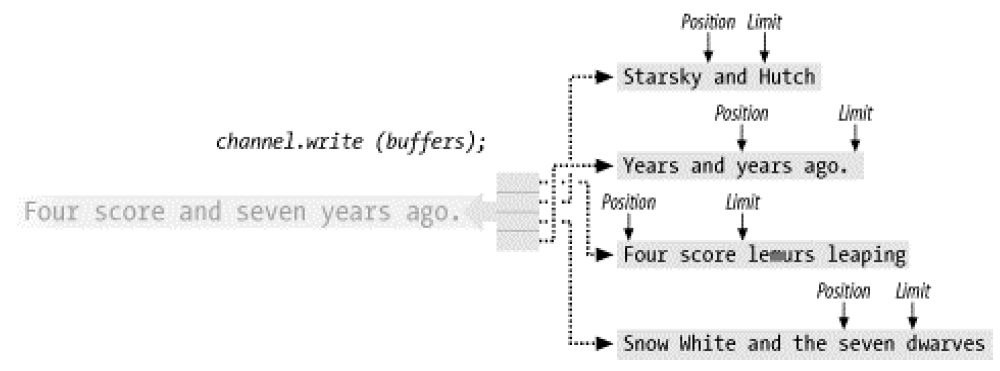 Position Limit
Starsky and Hutch
Position Limit
channel.write (buffers);
Years and years ago.
Four score and seven years ago.
Position Limit
Four score lemurs leaping
Position Limit
Snow White and the seven dwarves